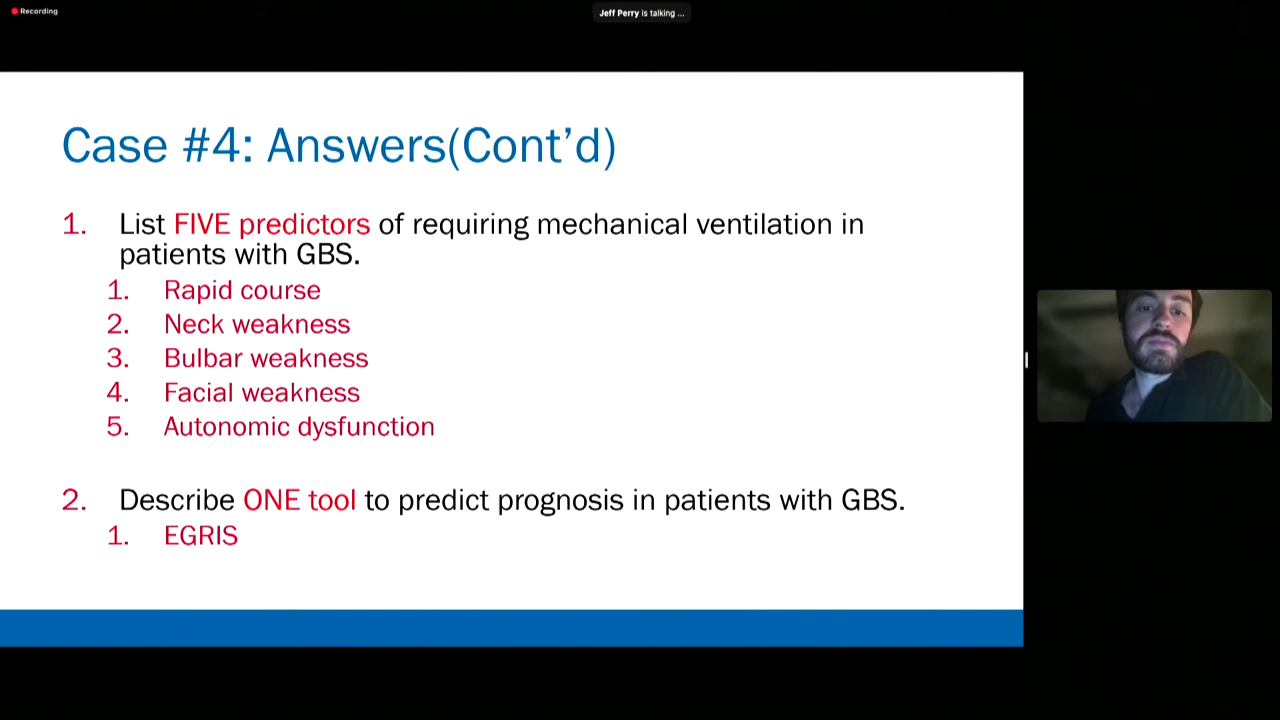 Recording
Jeff Perry is talking ...
Case #4: Answers(Cont’d)
1. List FIVE predictors of requiring mechanical ventilation in
patients with GBS.
1. Rapid course
2. Neck weakness
3. Bulbar weakness
4. Facial weakness
5. Autonomic dysfunction
2. Describe ONE tool to predict prognosis in patients with GBS.
1. EGRIS